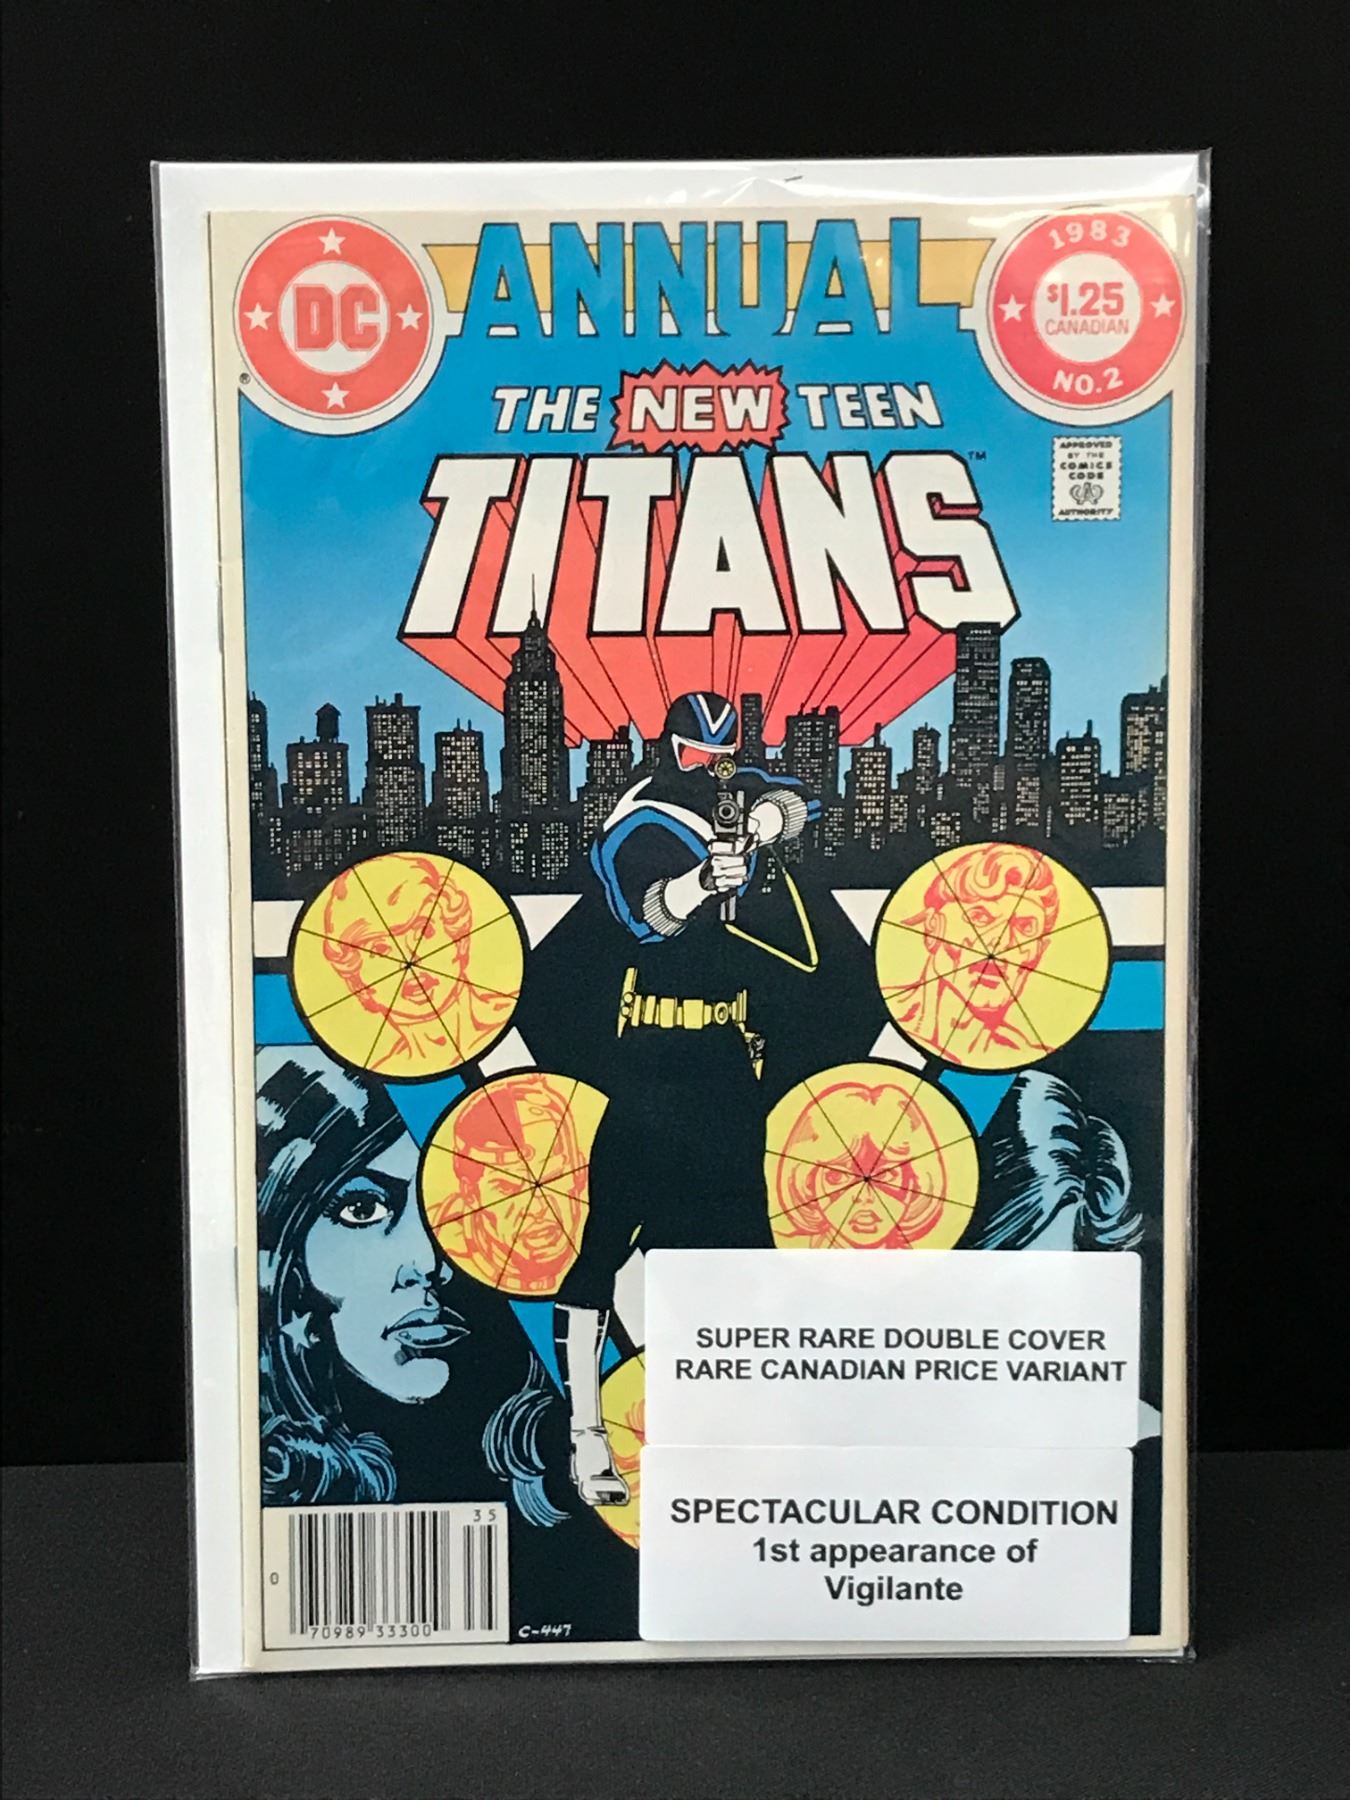 DC
®
ANNUAL
1983
$1.25
CANADIAN
NO.2
THE NEW TEEN
TITANS™
APPROVED
BY THE
COMICS
CODE
AUTHORITY
SUPER RARE DOUBLE COVER
RARE CANADIAN PRICE VARIANT
SPECTACULAR CONDITION
1st appearance of
Vigilante
35
0
70989 33300
C-447